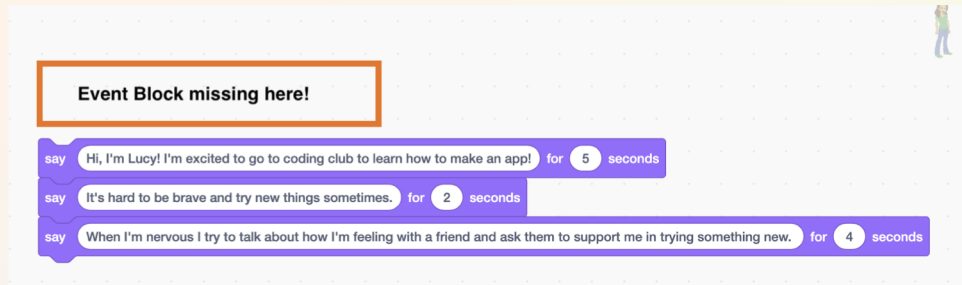 Event Block missing here!
say Hi, I'm Lucy! I'm excited to go to coding club to learn how to make an app! for 5 seconds
say It's hard to be brave and try new things sometimes. for 2 seconds
say When I'm nervous I try to talk about how I'm feeling with a friend and ask them to support me in trying something new. for 4 seconds